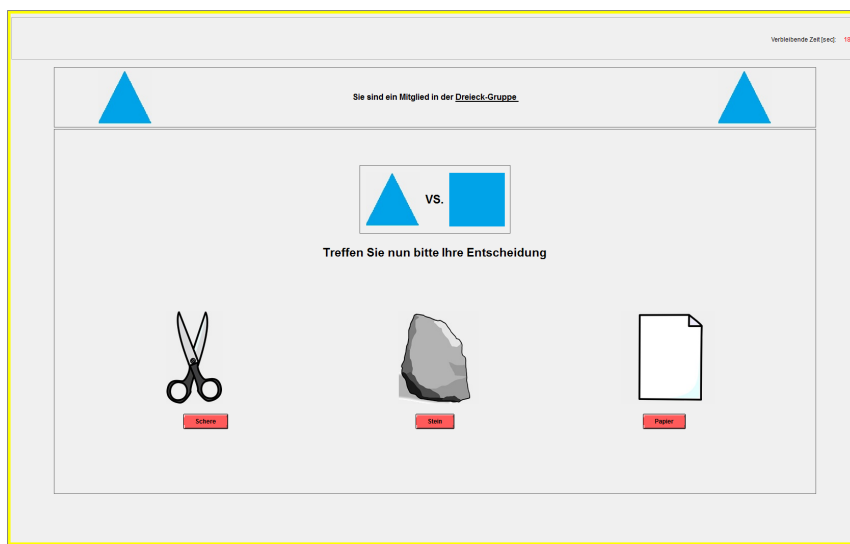 Verbleibende Zeit [sec]: 18
Sie sind ein Mitglied in der Dreieck-Gruppe
VS.
Treffen Sie nun bitte Ihre Entscheidung
Schere Stein Papier